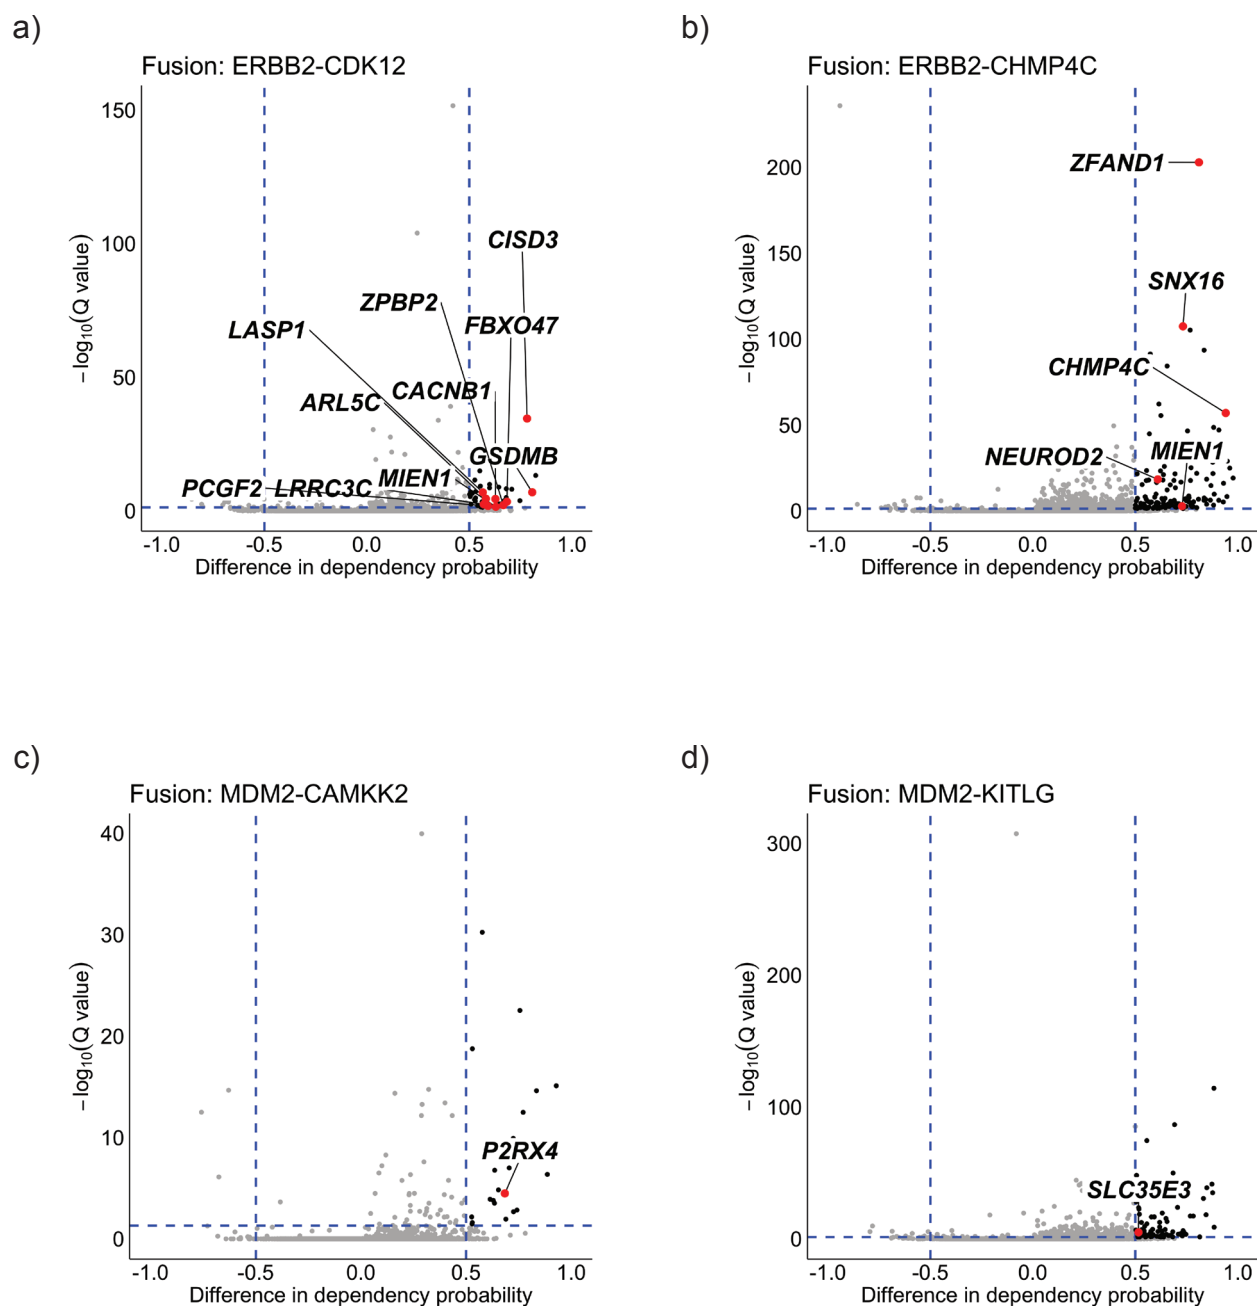 a)
Fusion: ERBB2-CDK12
150
100
50
0
−log10(Q value)
CISD3
ZPBP2
FBXO47
LASP1
CACNB1
ARL5C
GSDMB
MIEN1
PCGF2
LRRC3C
-1.0 -0.5 0.0 0.5 1.0
Difference in dependency probability
b)
Fusion: ERBB2-CHMP4C
200
150
100
50
0
−log10(Q value)
ZFAND1
SNX16
CHMP4C
NEUROD2
MIEN1
-1.0 -0.5 0.0 0.5 1.0
Difference in dependency probability
c)
Fusion: MDM2-CAMKK2
40
30
20
10
0
−log10(Q value)
P2RX4
-1.0 -0.5 0.0 0.5 1.0
Difference in dependency probability
d)
Fusion: MDM2-KITLG
300
200
100
0
−log10(Q value)
SLC35E3
-1.0 -0.5 0.0 0.5 1.0
Difference in dependency probability